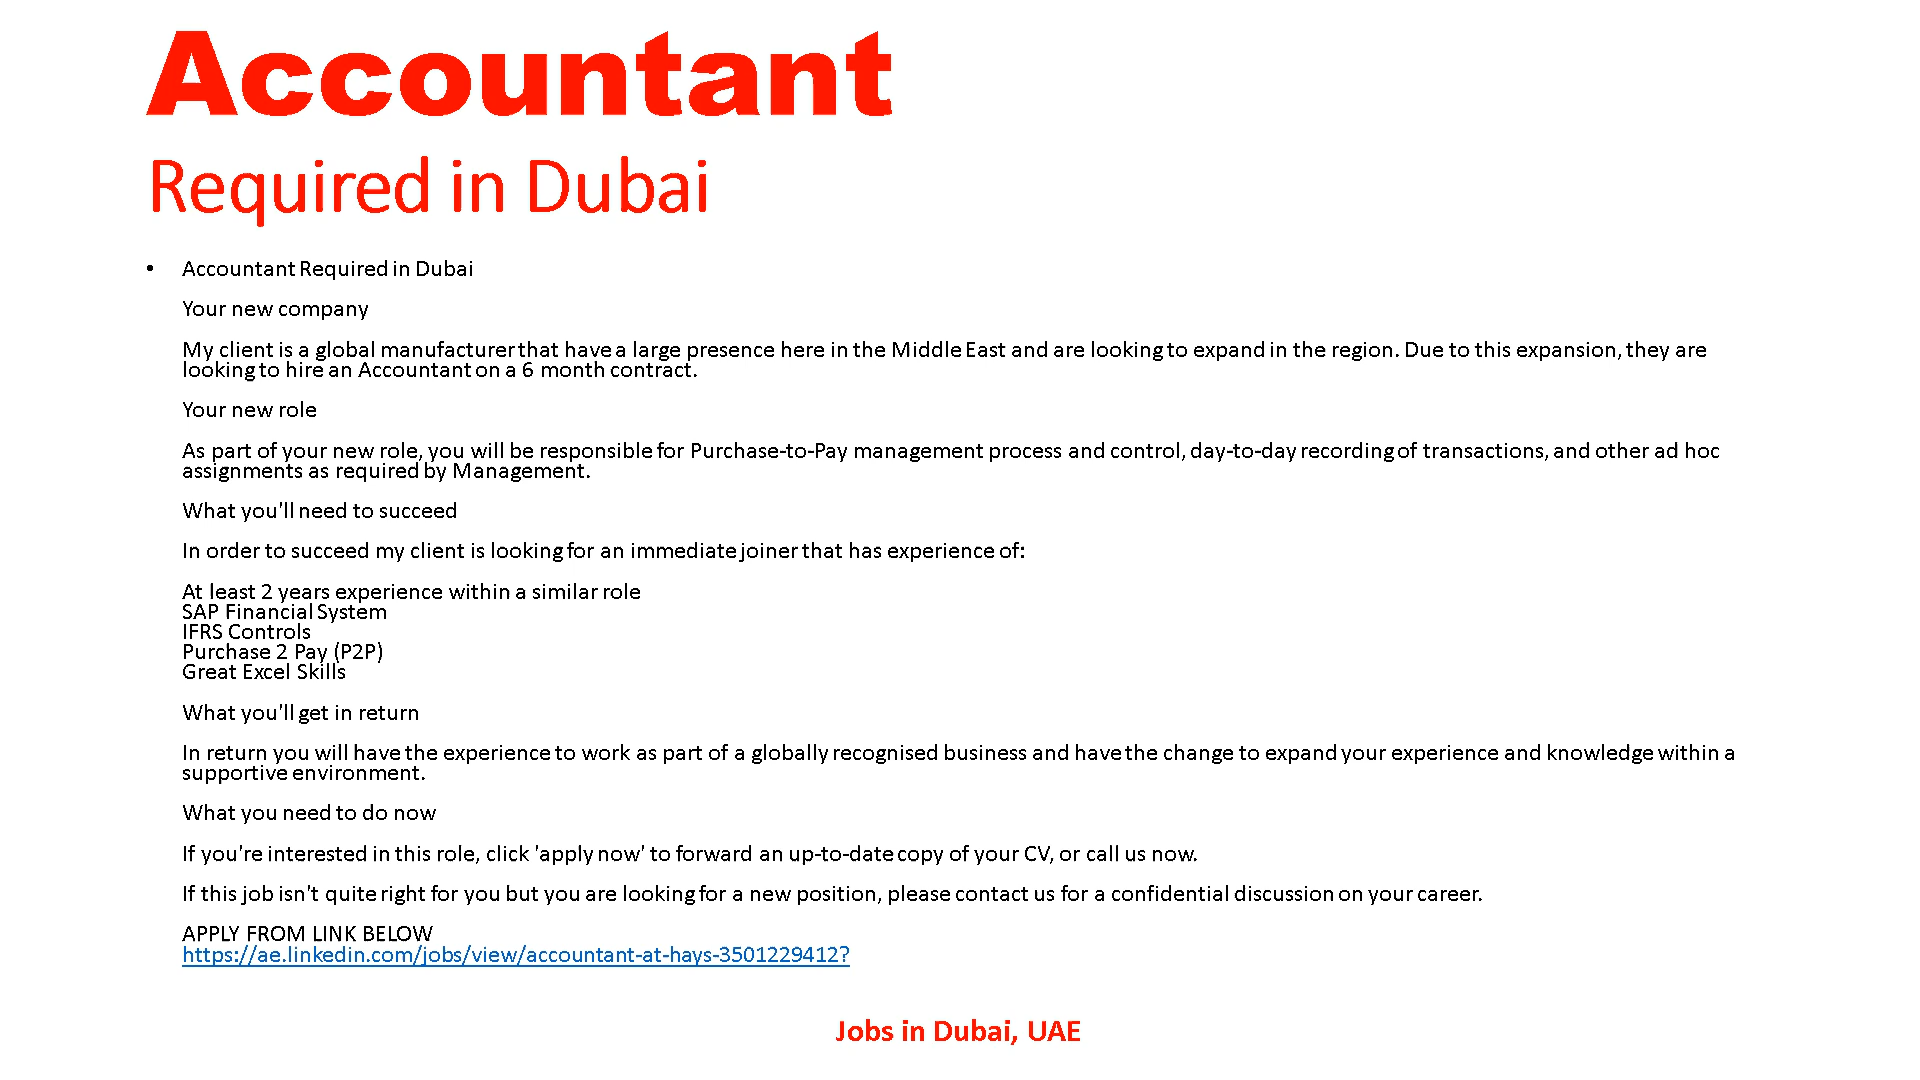 Accountant
Required in Dubai
• Accountant Required in Dubai
Your new company
My client is a global manufacturer that have a large presence here in the Middle East and are looking to expand in the region. Due to this expansion, they are
looking to hire an Accountant on a 6 month contract.
Your new role
As part of your new role, you will be responsible for Purchase-to-Pay management process and control, day-to-day recording of transactions, and other ad hoc
assignments as required by Management.
What you'll need to succeed
In order to succeed my client is looking for an immediate joiner that has experience of:
At least 2 years experience within a similar role
SAP Financial System
IFRS Controls
Purchase 2 Pay (P2P)
Great Excel Skills
What you'll get in return
In return you will have the experience to work as part of a globally recognised business and have the change to expand your experience and knowledge within a
supportive environment.
What you need to do now
If you're interested in this role, click 'apply now' to forward an up-to-date copy of your CV, or call us now.
If this job isn't quite right for you but you are looking for a new position, please contact us for a confidential discussion on your career.
APPLY FROM LINK BELOW
https://ae.linkedin.com/jobs/view/accountant-at-hays-3501229412?
Jobs in Dubai, UAE